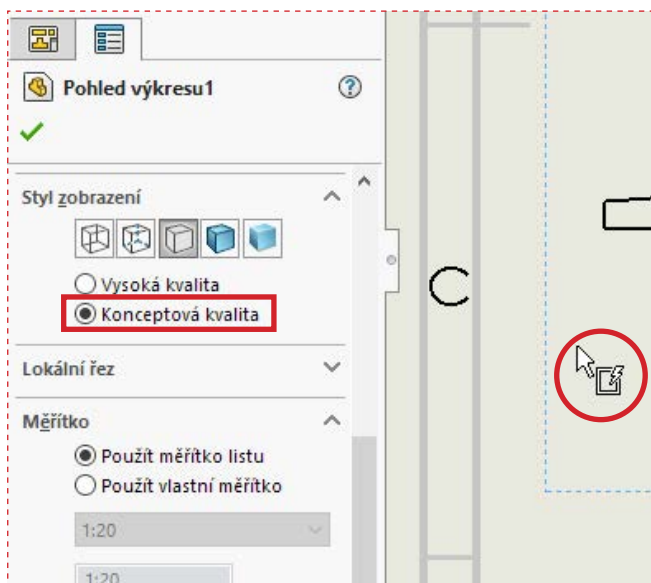 Pohled výkresu1
?
Styl zobrazení
Vysoká kvalita
Konceptová kvalita
C
Lokální řez
Měřítko
Použít měřítko listu
Použít vlastní měřítko
1:20
1:20